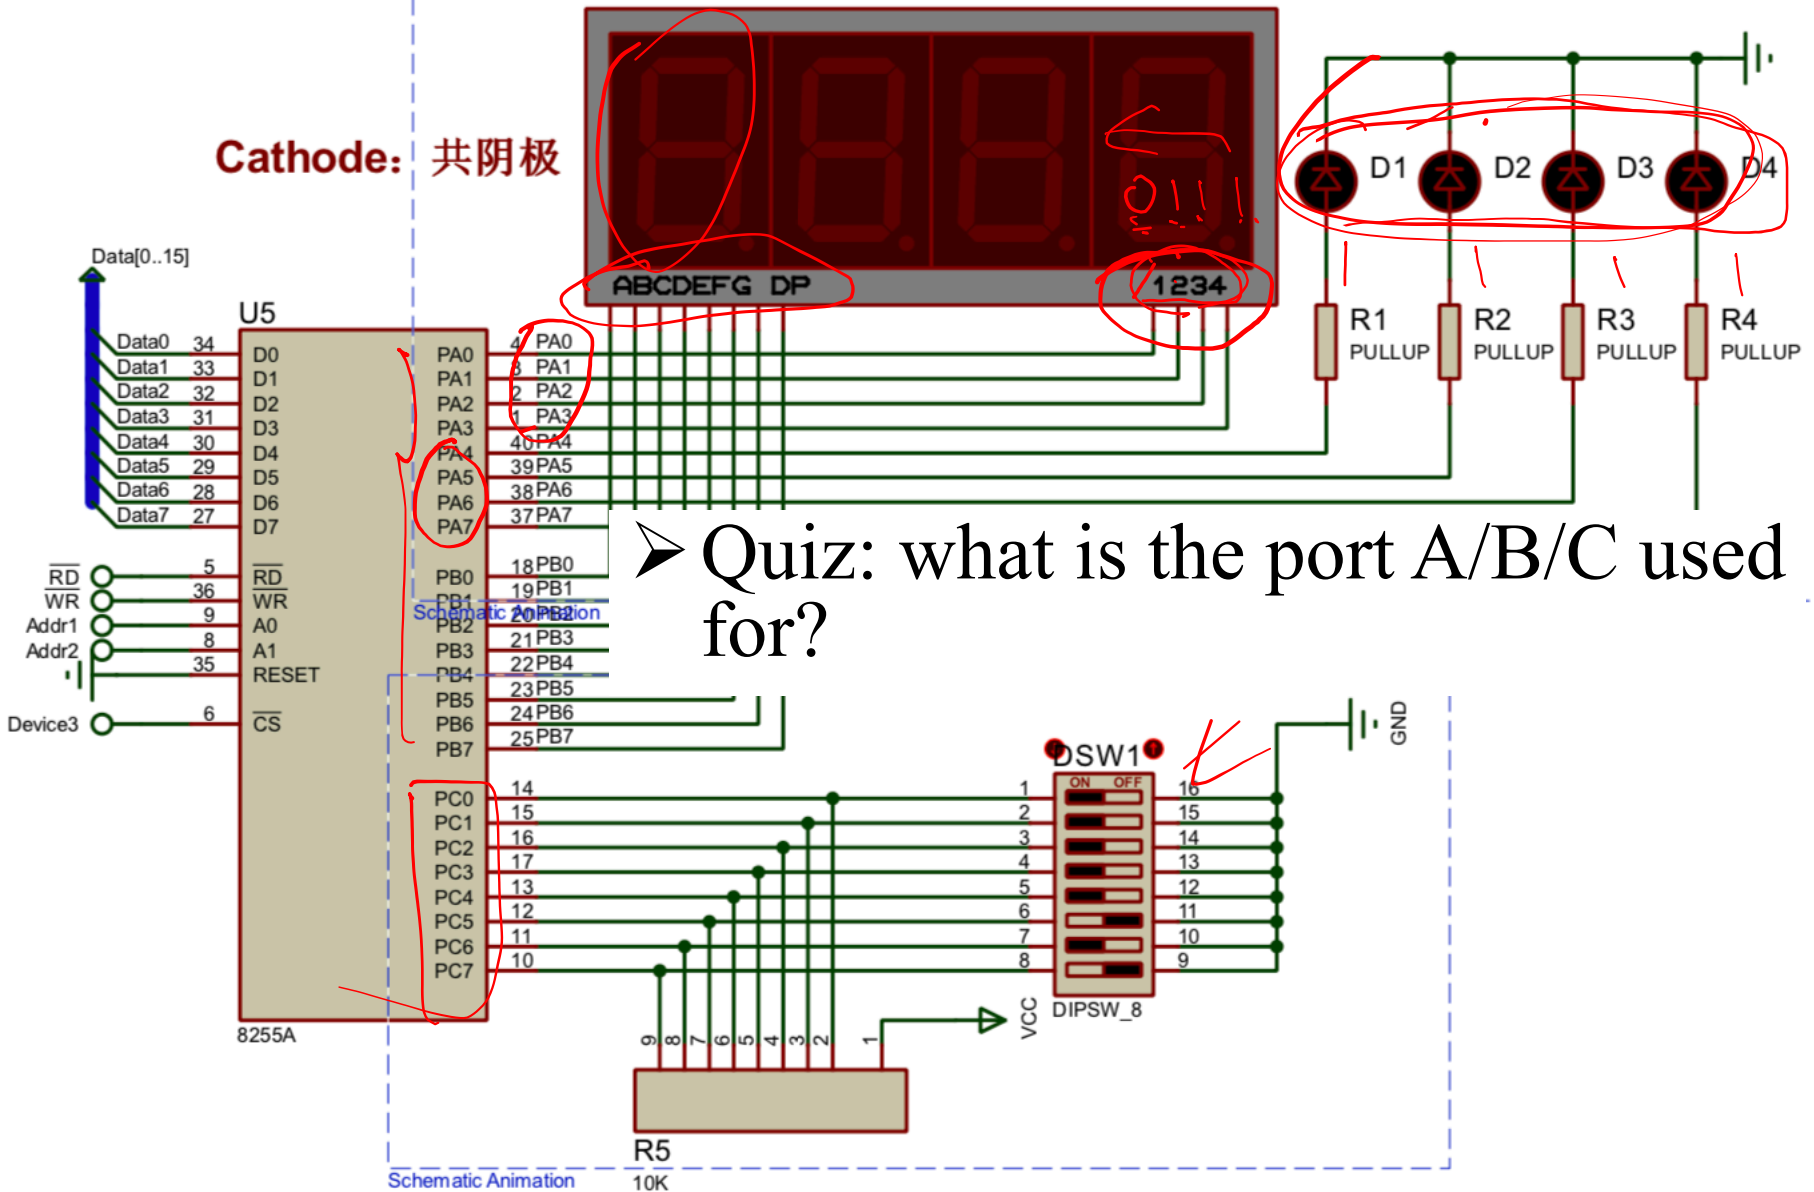 Cathode: 共阴极
ABCDEFG DP
1234
0111
D1
D2
D3
D4
R1
PULLUP
R2
PULLUP
R3
PULLUP
R4
PULLUP
Data[0..15]
U5
Data0 34 D0 PA0 4 PA0
Data1 33 D1 PA1 3 PA1
Data2 32 D2 PA2 2 PA2
Data3 31 D3 PA3 1 PA3
Data4 30 D4 PA4 40 PA4
Data5 29 D5 PA5 39 PA5
Data6 28 D6 PA6 38 PA6
Data7 27 D7 PA7 37 PA7
RD 5 RD PB0 18 PB0
WR 36 WR PB1 19 PB1
Schematic Animation
Addr1 9 A0 PB2 20 PB2
Addr2 8 A1 PB3 21 PB3
35 RESET PB4 22 PB4
PB5 23 PB5
Device3 6 CS PB6 24 PB6
PB7 25 PB7
➢ Quiz: what is the port A/B/C used
for?
GND
DSW1
ON OFF
PC0 14 1 16
PC1 15 2 15
PC2 16 3 14
PC3 17 4 13
PC4 13 5 12
PC5 12 6 11
PC6 11 7 10
PC7 10 8 9
DIPSW_8
VCC
8255A
9 8 7 6 5 4 3 2 1
R5
10K
Schematic Animation